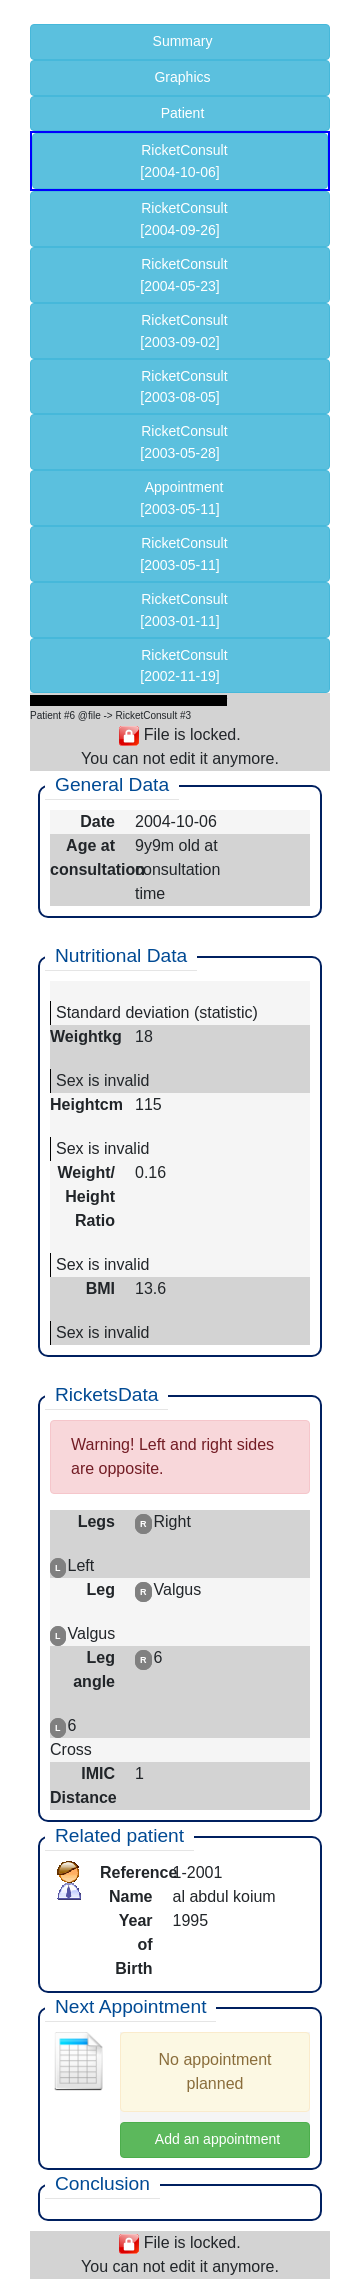 Summary
Graphics
Patient
RicketConsult
[2004-10-06]
RicketConsult
[2004-09-26]
RicketConsult
[2004-05-23]
RicketConsult
[2003-09-02]
RicketConsult
[2003-08-05]
RicketConsult
[2003-05-28]
Appointment
[2003-05-11]
RicketConsult
[2003-05-11]
RicketConsult
[2003-01-11]
RicketConsult
[2002-11-19]
Patient #6 @file -> RicketConsult #3
File is locked.
You can not edit it anymore.
General Data
Date 2004-10-06
Age at 9y9m old at
consultation consultation
time
Nutritional Data
Standard deviation (statistic)
Weightkg 18
Sex is invalid
Heightcm 115
Sex is invalid
Weight/ 0.16
Height
Ratio
Sex is invalid
BMI 13.6
Sex is invalid
RicketsData
Warning! Left and right sides
are opposite.
Legs R Right
L Left
Leg R Valgus
L Valgus
Leg R 6
angle
L 6
Cross
IMIC 1
Distance
Related patient
Reference 1-2001
Name al abdul koium
Year 1995
of
Birth
Next Appointment
No appointment
planned
Add an appointment
Conclusion
File is locked.
You can not edit it anymore.